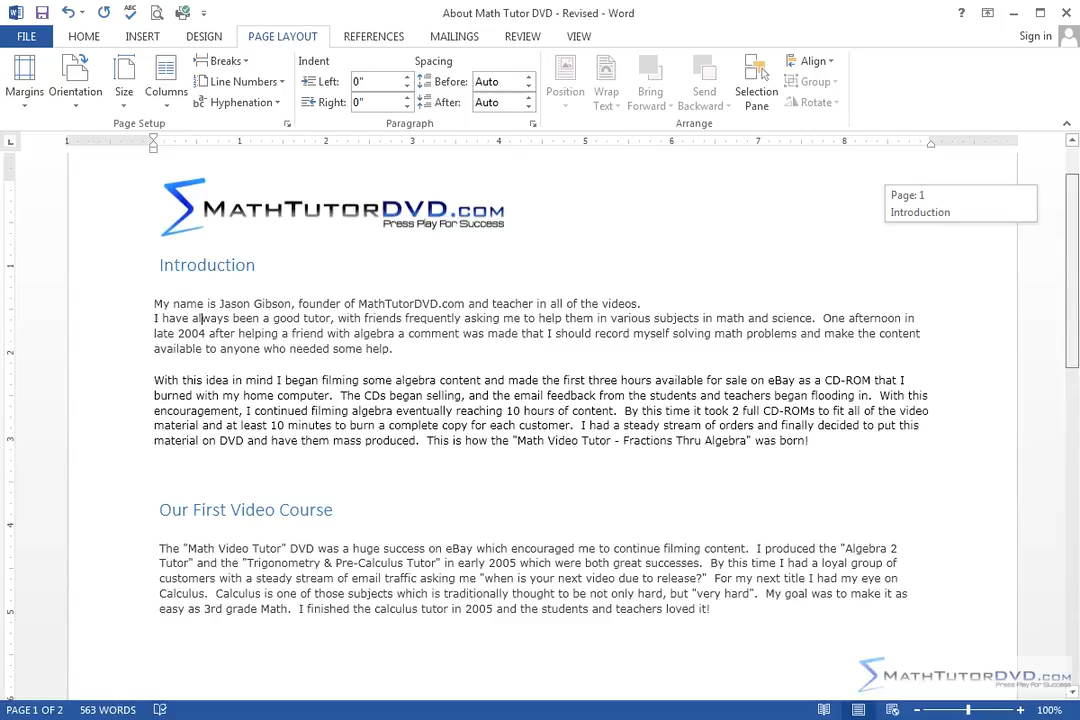 About Math Tutor DVD - Revised - Word
FILE HOME INSERT DESIGN PAGE LAYOUT REFERENCES MAILINGS REVIEW VIEW Sign in
Margins Orientation Size Columns
Breaks
Line Numbers
Hyphenation
Page Setup
Indent
Left: 0"
Right: 0"
Spacing
Before: Auto
After: Auto
Paragraph
Position Wrap Text Bring Forward Send Backward Selection Pane
Align
Group
Rotate
Arrange
1 1 2 3 4 5 6 7 8
MATHTUTORDVD.COM
Press Play For Success
Page: 1
Introduction
Introduction
My name is Jason Gibson, founder of MathTutorDVD.com and teacher in all of the videos.
I have always been a good tutor, with friends frequently asking me to help them in various subjects in math and science. One afternoon in
late 2004 after helping a friend with algebra a comment was made that I should record myself solving math problems and make the content
available to anyone who needed some help.
With this idea in mind I began filming some algebra content and made the first three hours available for sale on eBay as a CD-ROM that I
burned with my home computer. The CDs began selling, and the email feedback from the students and teachers began flooding in. With this
encouragement, I continued filming algebra eventually reaching 10 hours of content. By this time it took 2 full CD-ROMs to fit all of the video
material and at least 10 minutes to burn a complete copy for each customer. I had a steady stream of orders and finally decided to put this
material on DVD and have them mass produced. This is how the "Math Video Tutor - Fractions Thru Algebra" was born!
Our First Video Course
The "Math Video Tutor" DVD was a huge success on eBay which encouraged me to continue filming content. I produced the "Algebra 2
Tutor" and the "Trigonometry & Pre-Calculus Tutor" in early 2005 which were both great successes. By this time I had a loyal group of
customers with a steady stream of email traffic asking me "when is your next video due to release?" For my next title I had my eye on
Calculus. Calculus is one of those subjects which is traditionally thought to be not only hard, but "very hard". My goal was to make it as
easy as 3rd grade Math. I finished the calculus tutor in 2005 and the students and teachers loved it!
MATHTUTORDVD.COM
Press Play For Success
PAGE 1 OF 2 563 WORDS 100%